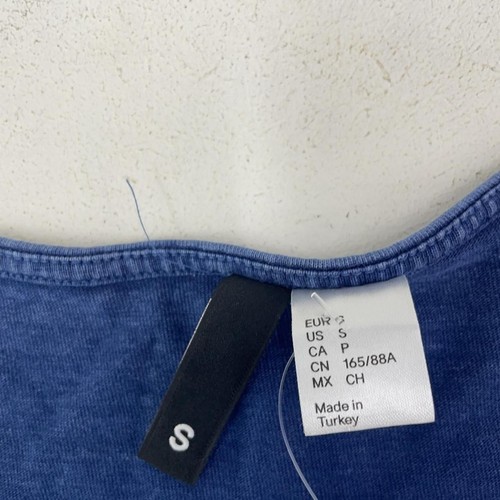 S
EUR S
US S
CA P
CN 165/88A
MX CH
Made in
Turkey